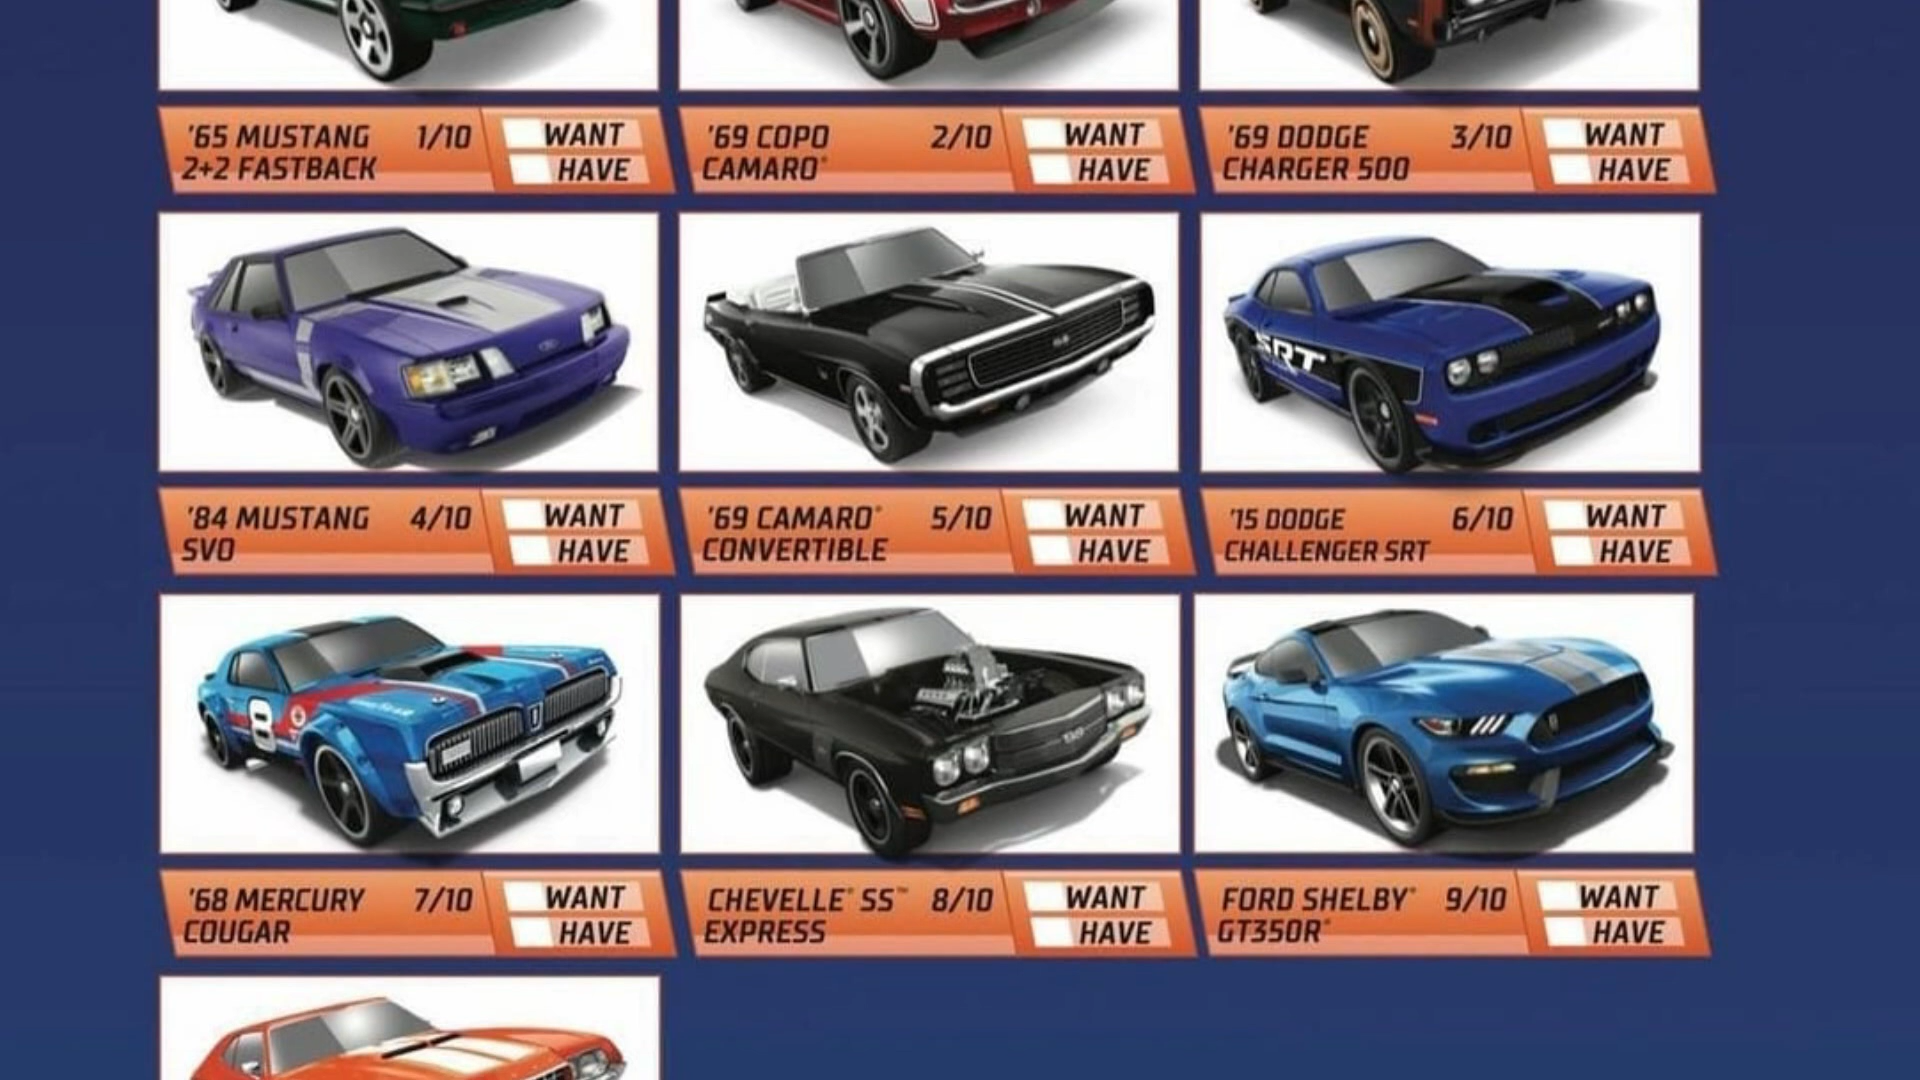 '65 MUSTANG 1/10 WANT
2+2 FASTBACK HAVE
'69 COPO 2/10 WANT
CAMARO® HAVE
'69 DODGE 3/10 WANT
CHARGER 500 HAVE
SRT
'84 MUSTANG 4/10 WANT
SVO HAVE
'69 CAMARO® 5/10 WANT
CONVERTIBLE HAVE
'15 DODGE 6/10 WANT
CHALLENGER SRT HAVE
8
'68 MERCURY 7/10 WANT
COUGAR HAVE
CHEVELLE® SS™ 8/10 WANT
EXPRESS HAVE
FORD SHELBY® 9/10 WANT
GT350R® HAVE